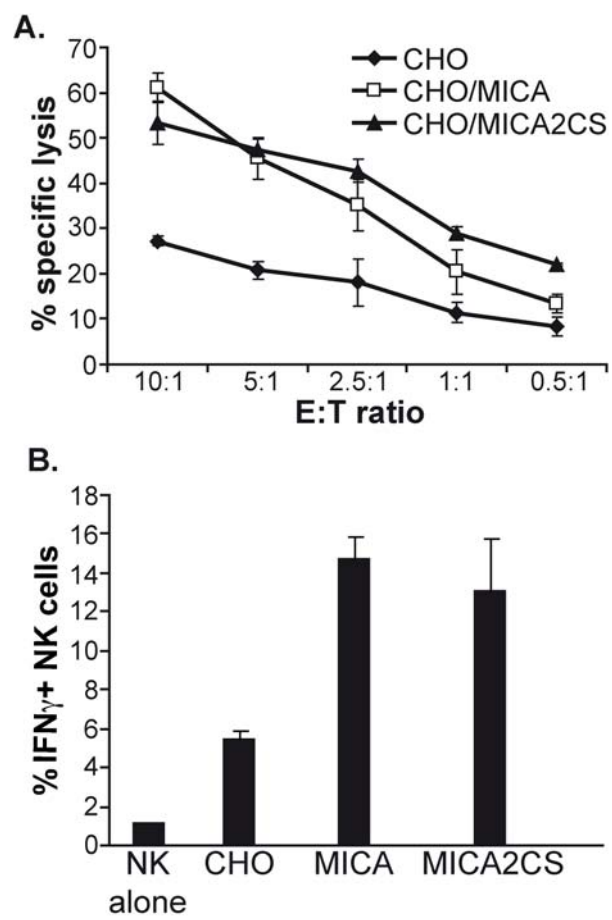 A.
CHO
CHO/MICA
CHO/MICA2CS
% specific lysis
70
60
50
40
30
20
10
0
10:1 5:1 2.5:1 1:1 0.5:1
E:T ratio
B.
% IFNγ+ NK cells
18
16
14
12
10
8
6
4
2
0
NK alone CHO MICA MICA2CS